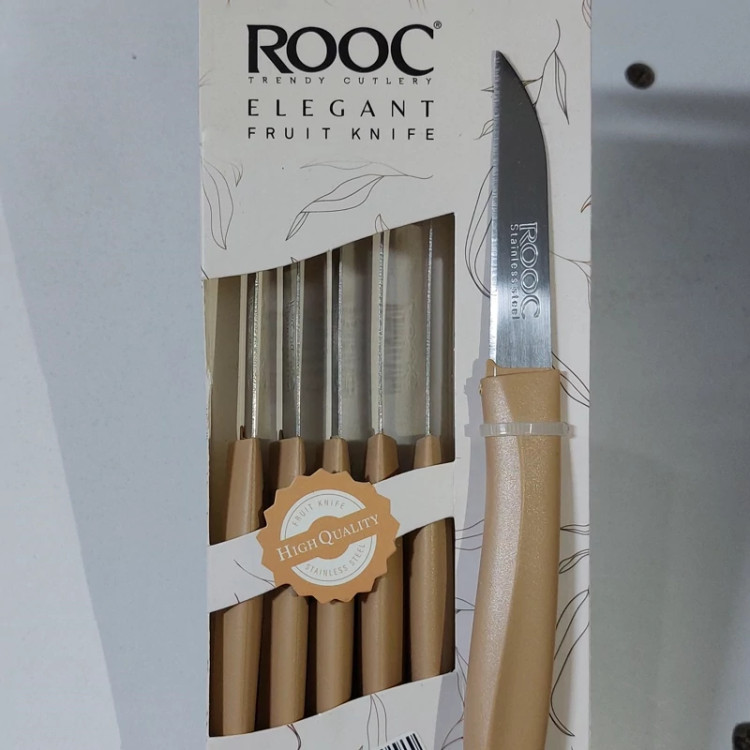 ROOC®
TRENDY CUTLERY
ELEGANT
FRUIT KNIFE
ROOC
Stainless steel
FRUIT KNIFE
HIGH QUALITY
STAINLESS STEEL